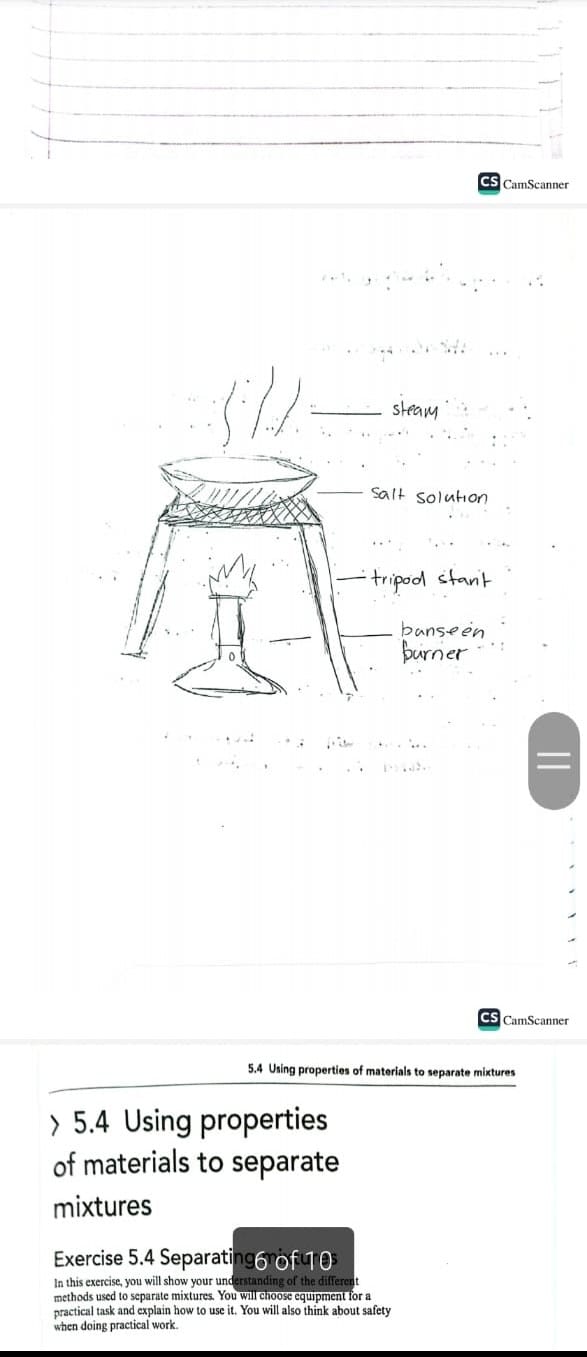 CS CamScanner
steam
salt solution
tripod stant
banseen
burner
CS CamScanner
5.4 Using properties of materials to separate mixtures
› 5.4 Using properties
of materials to separate
mixtures
Exercise 5.4 Separating mixtures
6 of 10
In this exercise, you will show your understanding of the different
methods used to separate mixtures. You will choose equipment for a
practical task and explain how to use it. You will also think about safety
when doing practical work.